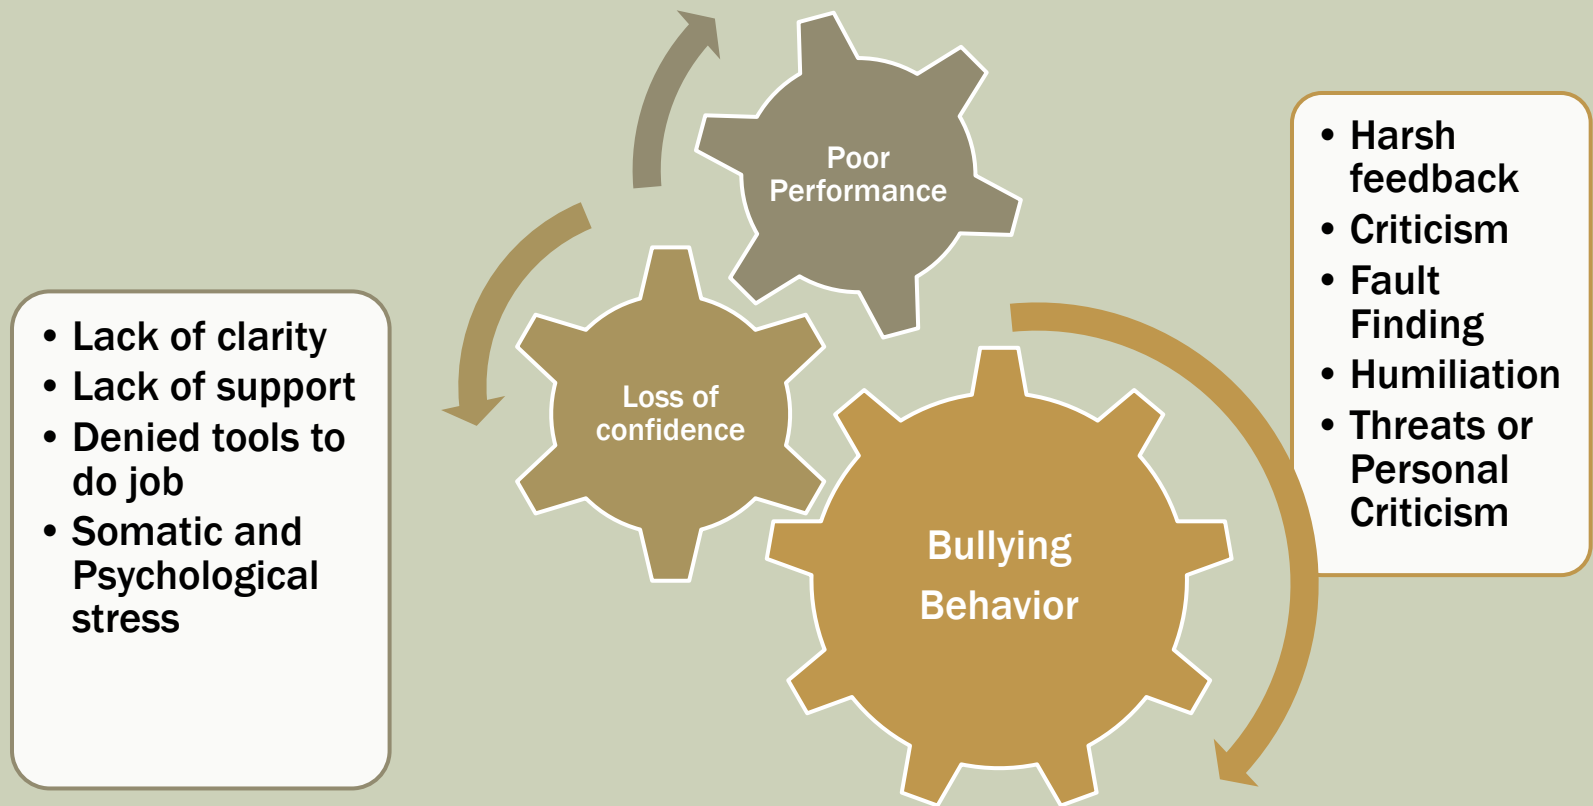 Poor
Performance
Loss of
confidence
Bullying
Behavior
• Lack of clarity
• Lack of support
• Denied tools to
do job
• Somatic and
Psychological
stress
• Harsh
feedback
• Criticism
• Fault
Finding
• Humiliation
• Threats or
Personal
Criticism